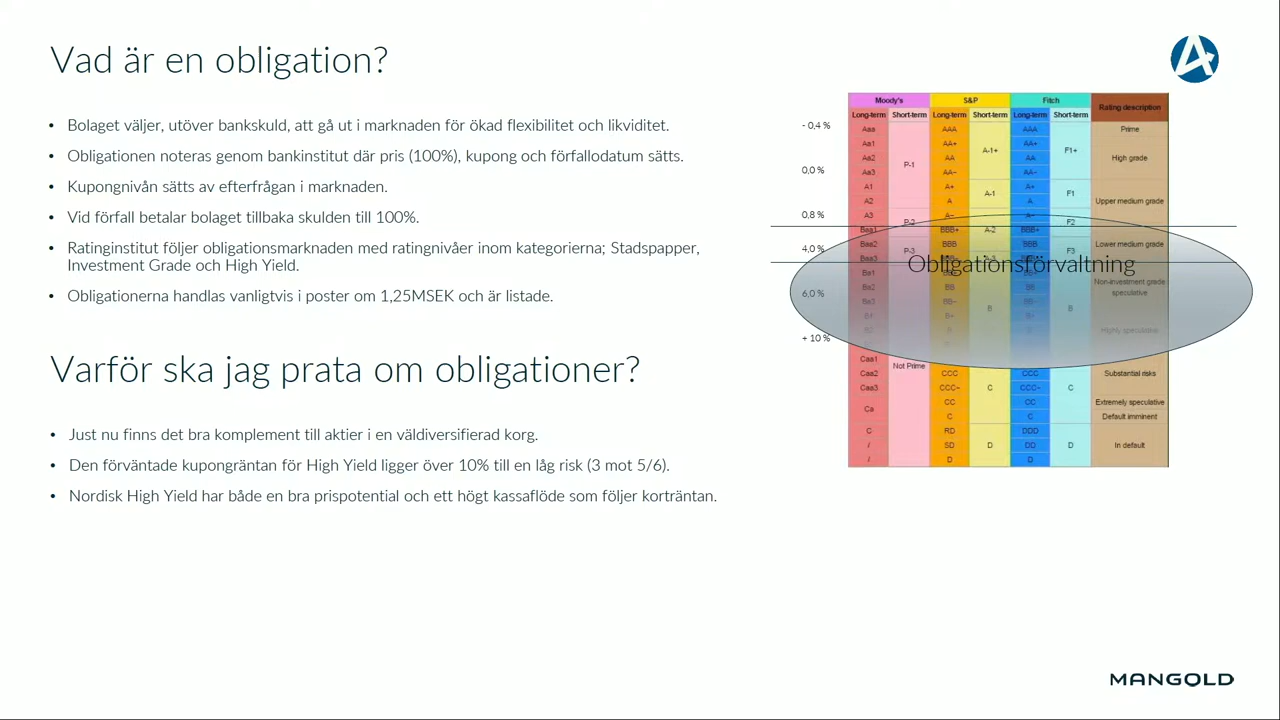 Vad är en obligation?
• Bolaget väljer, utöver bankskuld, att gå ut i marknaden för ökad flexibilitet och likviditet.
• Obligationen noteras genom bankinstitut där pris (100%), kupong och förfallodatum sätts.
• Kupongnivån sätts av efterfrågan i marknaden.
• Vid förfall betalar bolaget tillbaka skulden till 100%.
• Ratinginstitut följer obligationsmarknaden med ratingnivåer inom kategorierna; Stadspapper,
Investment Grade och High Yield.
• Obligationerna handlas vanligtvis i poster om 1,25MSEK och är listade.
Varför ska jag prata om obligationer?
• Just nu finns det bra komplement till aktier i en väldiversifierad korg.
• Den förväntade kupongräntan för High Yield ligger över 10% till en låg risk (3 mot 5/6).
• Nordisk High Yield har både en bra prispotential och ett högt kassaflöde som följer korträntan.
Moody's S&P Fitch Rating description
Long-term Short-term Long-term Short-term Long-term Short-term
- 0,4 % Aaa AAA AAA Prime
Aa1 AA+ AA+
P-1 A-1+ F1+
Aa2 AA AA High grade
0,0 % Aa3 AA− AA−
A1 A+ A+
A-1 F1
A2 A A Upper medium grade
0,8 % A3 A− A−
P-2 F2
Baa1 A-2 BBB+ BBB+
4,0 % Baa2 P-3 BBB BBB F3 Lower medium grade
Baa3
Obligationsförvaltning
Ba1
Non-investment grade
Ba2 BB BB speculative
6,0 %
Ba3 BB− BB−
B B
B1 B+ B+
B2 B B Highly speculative
+ 10 %
Caa1
Not Prime
Caa2 CCC CCC Substantial risks
Caa3 CCC− C CCC− C
CC CC Extremely speculative
Ca
C C Default imminent
C RD DDD
/ SD D DD D In default
/ D D
MANGOLD